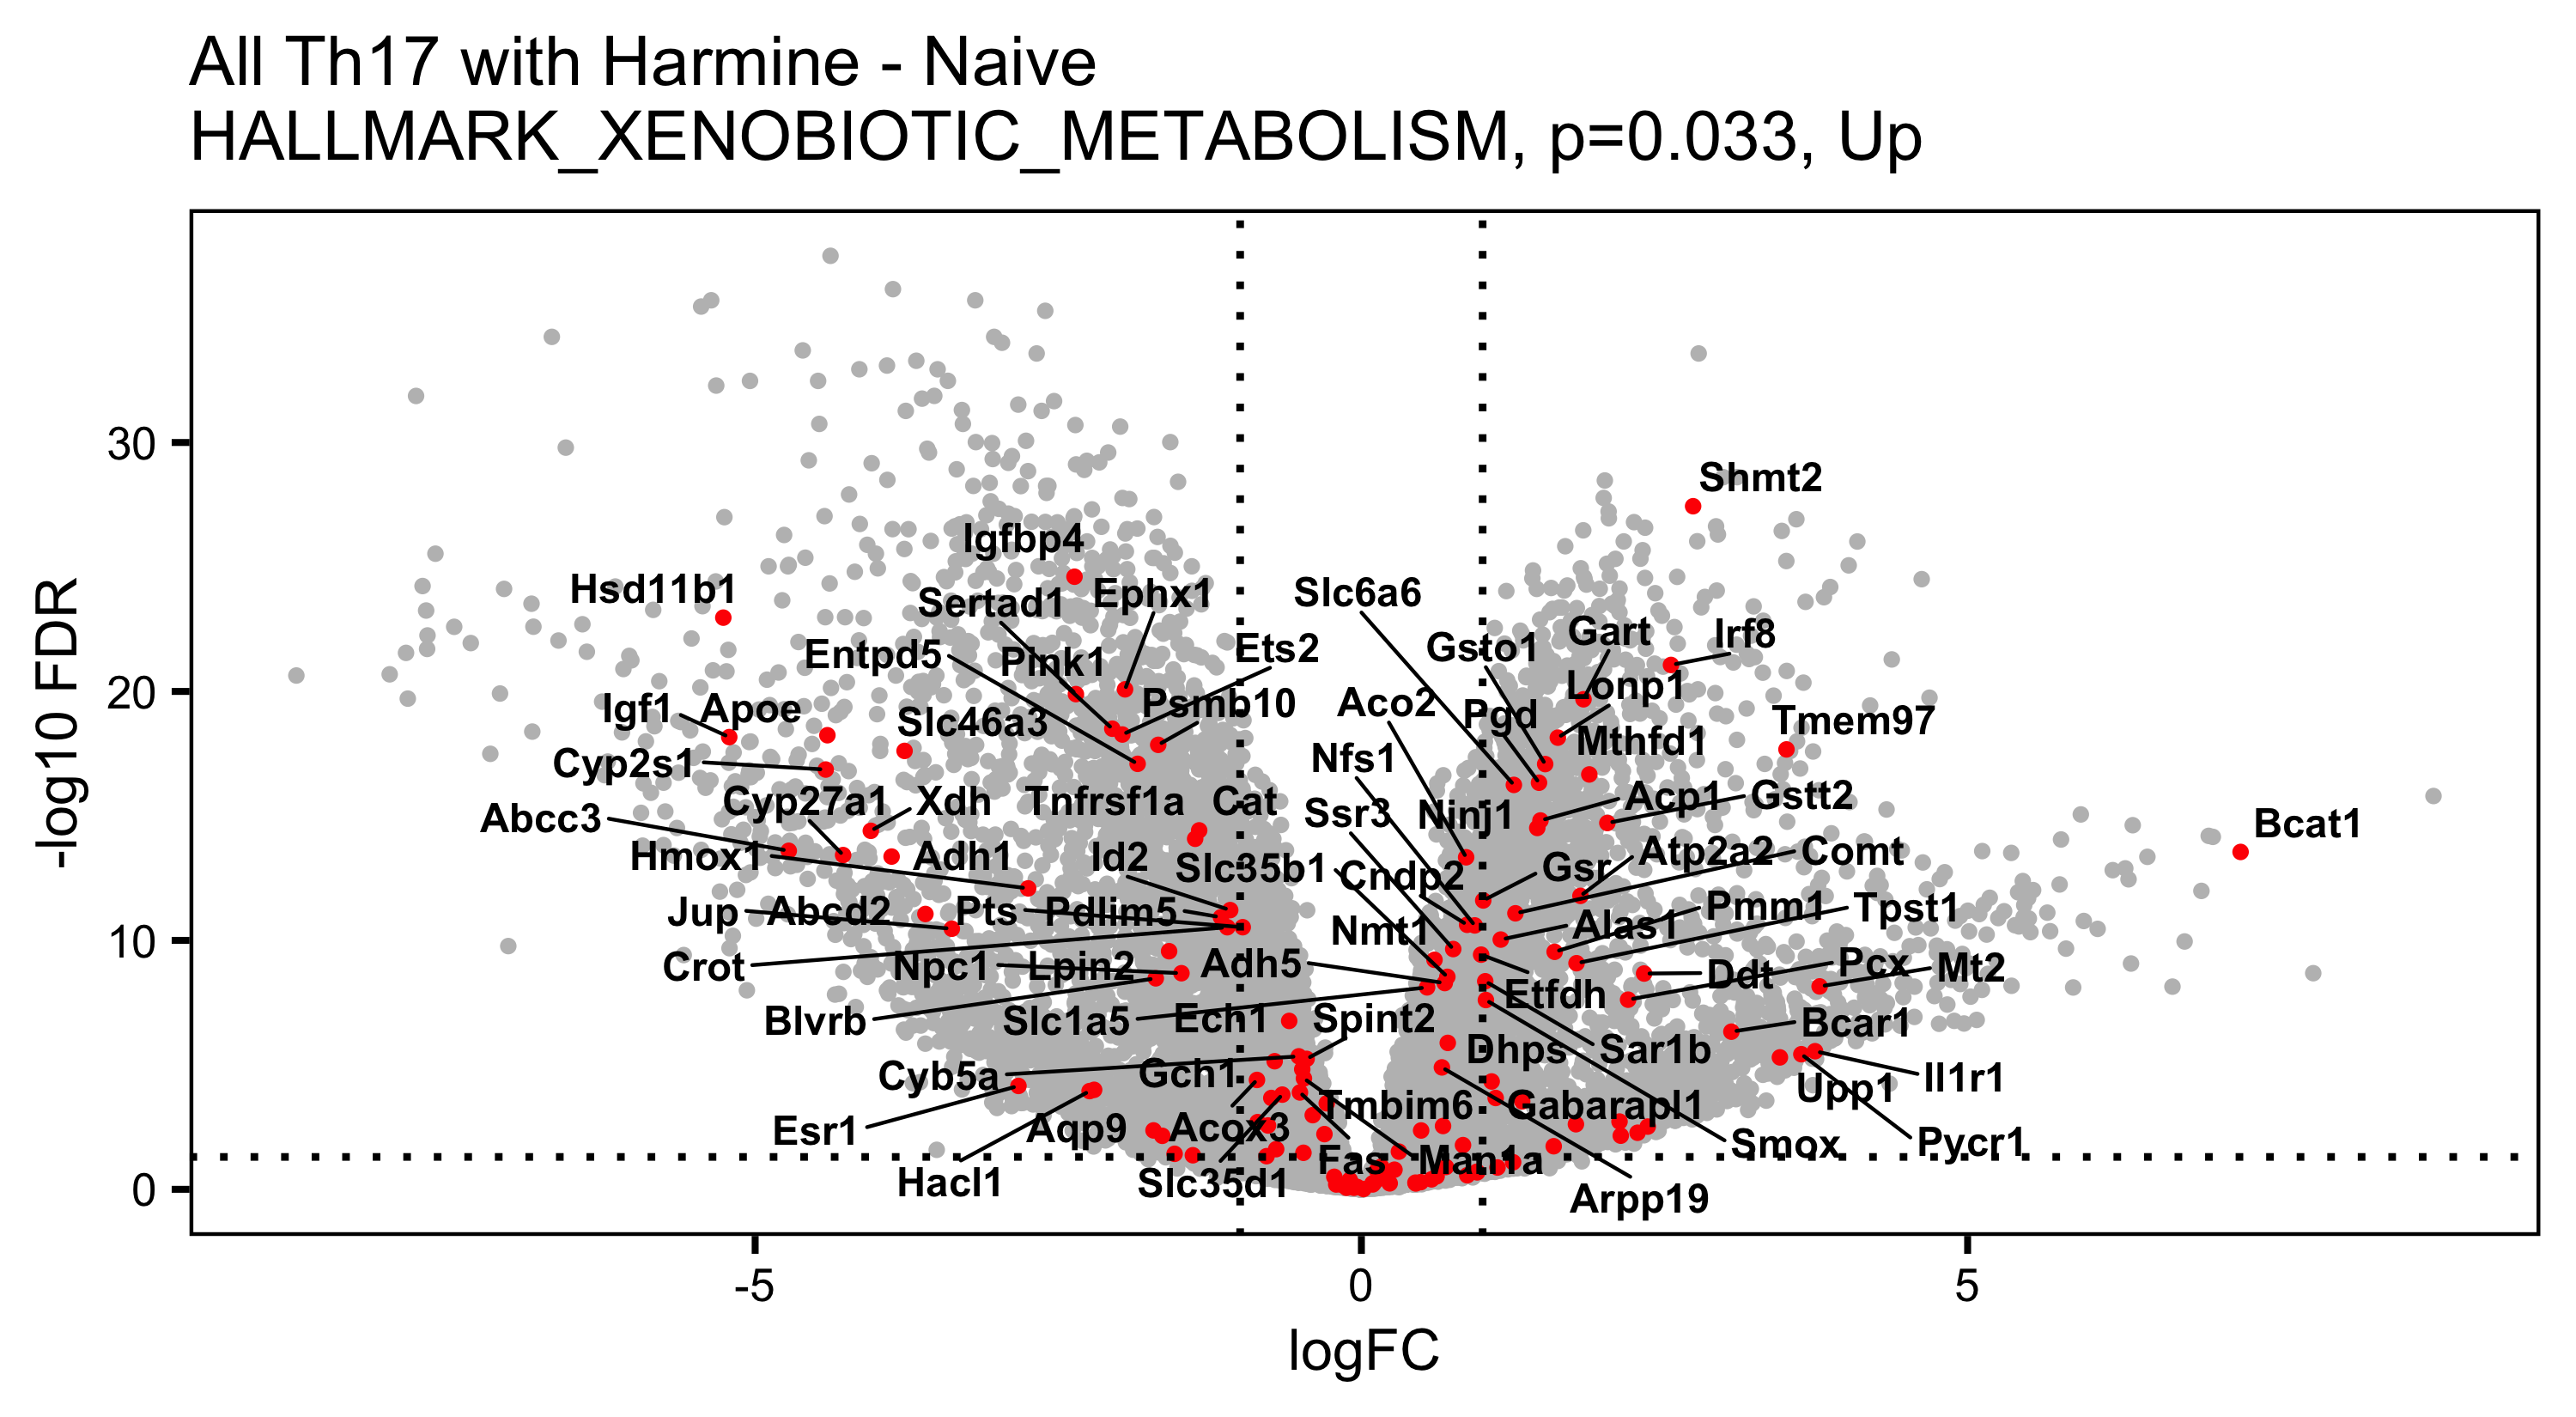 All Th17 with Harmine - Naive
HALLMARK_XENOBIOTIC_METABOLISM, p=0.033, Up
-log10 FDR
30
20
10
0
Shmt2
Igfbp4
Hsd11b1
Sertad1 Ephx1
Slc6a6
Entpd5 Pink1 Ets2 Gsto1 Gart Irf8
Lonp1
Igf1 Apoe Slc46a3 Psmb10 Aco2 Pgd Tmem97
Cyp2s1 Nfs1 Mthfd1
Cyp27a1 Xdh Tnfrsf1a Cat Acp1 Gstt2
Abcc3 Ssr3 Ninj1 Bcat1
Hmox1 Adh1 Id2 Slc35b1 Cndp2 Gsr Atp2a2 Comt
Jup Abcd2 Pts Pdlim5 Nmt1 Alas1 Pmm1 Tpst1
Crot Npc1 Lpin2 Adh5 Ddt Pcx Mt2
Blvrb Slc1a5 Ech1 Spint2 Etfdh Bcar1
Cyb5a Gch1 Dhps Sar1b Upp1 Il1r1
Esr1 Aqp9 Acox3 Tmbim6 Gabarapl1
Hacl1 Slc35d1 Fas Man1a Smox Pycr1
Arpp19
-5
0
5
logFC